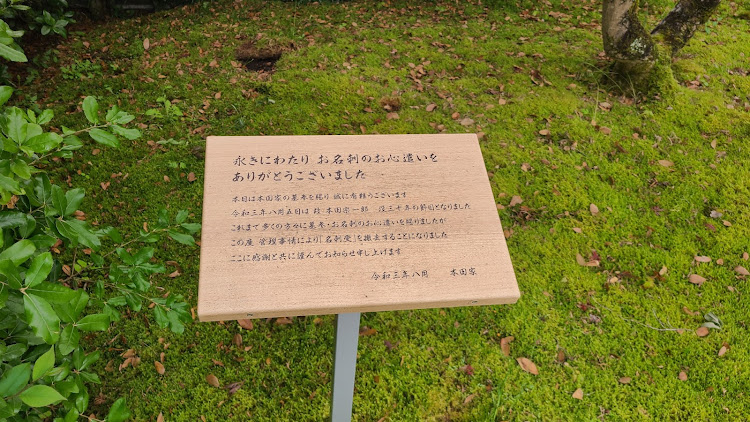 永きにわたり お名刺のお心遣いを
ありがとうございました
本日は本田家の墓参を賜り 誠に有難うございます
令和三年八月五日は 故・本田宗一郎 没三十年の節目となりました
これまで多くの方々に墓参・お名刺のお心遣いを賜りましたが
この度 管理事情により「名刺受」を撤去することになりました
ここに感謝と共に謹んでお知らせ申し上げます
令和三年八月 本田家